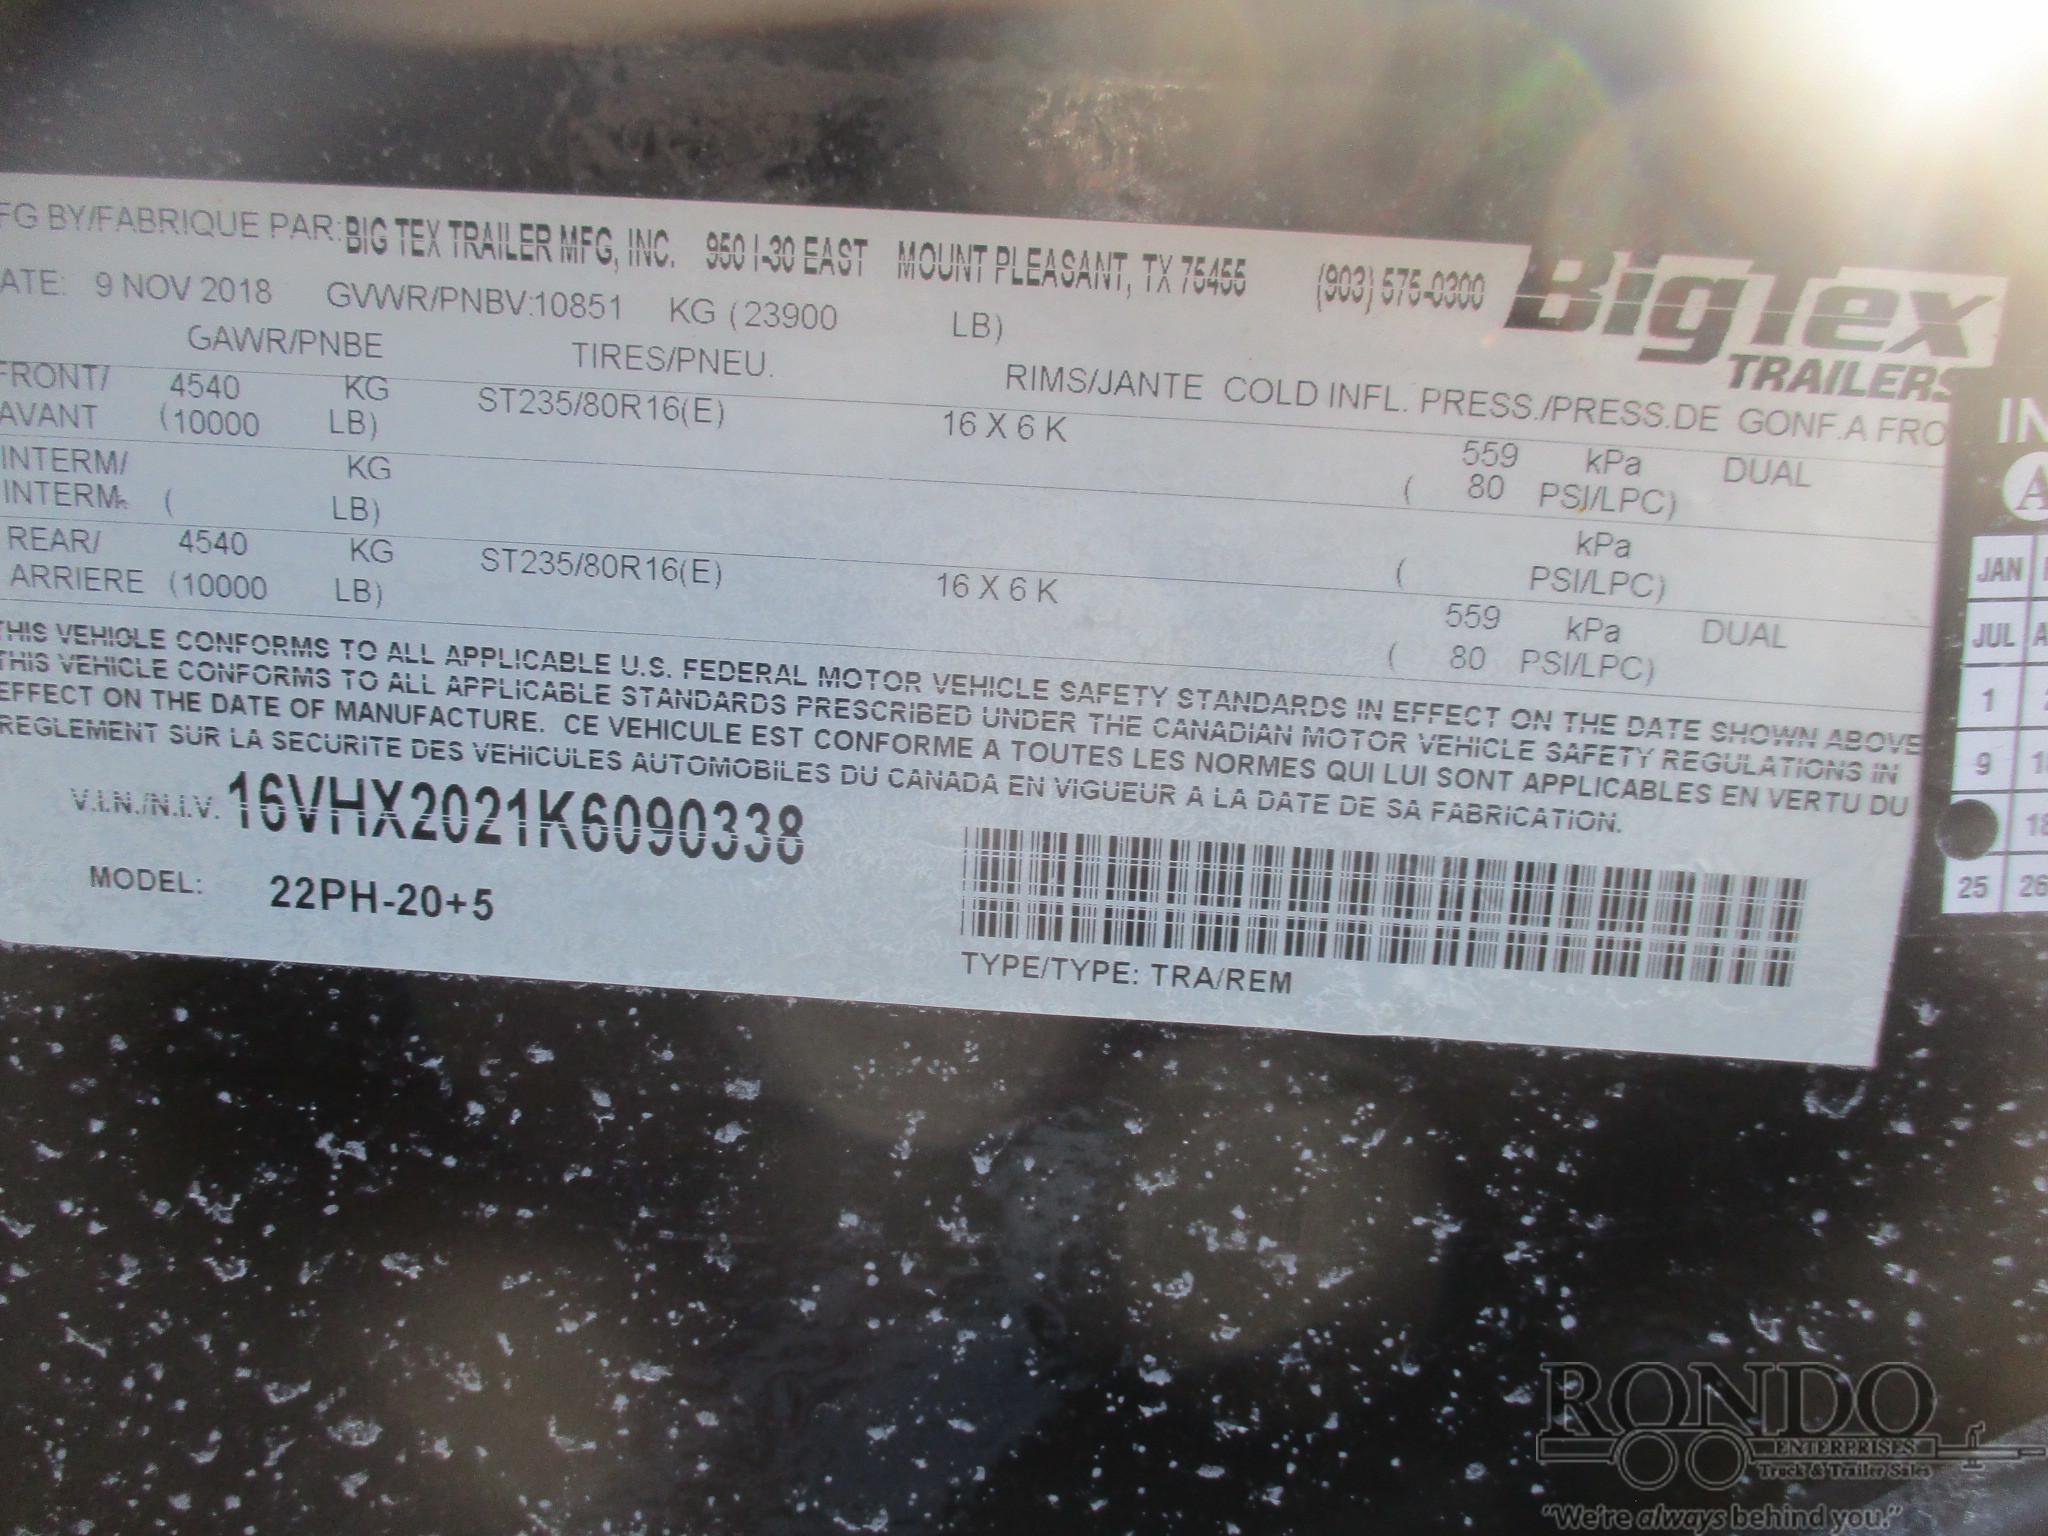 FG BY/FABRIQUE PAR: BIG TEX TRAILER MFG, INC. 950 I-30 EAST MOUNT PLEASANT, TX 75455 (903) 575-0300
BigTex
TRAILERS
ATE: 9 NOV 2018 GVWR/PNBV: 10851 KG (23900 LB)
GAWR/PNBE TIRES/PNEU. RIMS/JANTE COLD INFL. PRESS./PRESS.DE GONF.A FRO
FRONT/ 4540 KG ST235/80R16(E) 16 X 6 K 559 kPa DUAL
AVANT (10000 LB) ( 80 PSI/LPC)
INTERM/ KG kPa
INTERM. ( LB) ( PSI/LPC)
REAR/ 4540 KG ST235/80R16(E) 16 X 6 K 559 kPa DUAL
ARRIERE (10000 LB) ( 80 PSI/LPC)
THIS VEHICLE CONFORMS TO ALL APPLICABLE U.S. FEDERAL MOTOR VEHICLE SAFETY STANDARDS IN EFFECT ON THE DATE SHOWN ABOVE
THIS VEHICLE CONFORMS TO ALL APPLICABLE STANDARDS PRESCRIBED UNDER THE CANADIAN MOTOR VEHICLE SAFETY REGULATIONS IN
EFFECT ON THE DATE OF MANUFACTURE. CE VEHICULE EST CONFORME A TOUTES LES NORMES QUI LUI SONT APPLICABLES EN VERTU DU
REGLEMENT SUR LA SECURITE DES VEHICULES AUTOMOBILES DU CANADA EN VIGUEUR A LA DATE DE SA FABRICATION.
V.I.N./N.I.V. 16VHX2021K6090338
MODEL: 22PH-20+5
TYPE/TYPE: TRA/REM
IN
A
JAN
JUL A
1
9
18
25 26
RONDO
ENTERPRISES
Truck & Trailer Sales
"We're always behind you."